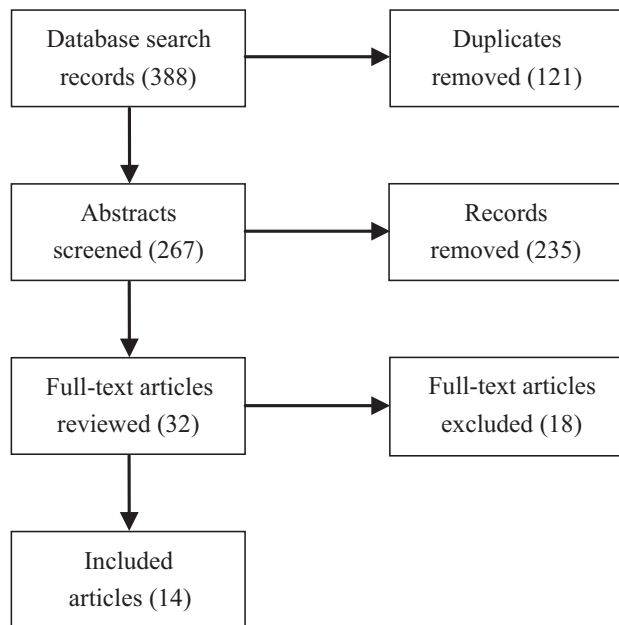 Database search
records (388)
Duplicates
removed (121)
Abstracts
screened (267)
Records
removed (235)
Full-text articles
reviewed (32)
Full-text articles
excluded (18)
Included
articles (14)